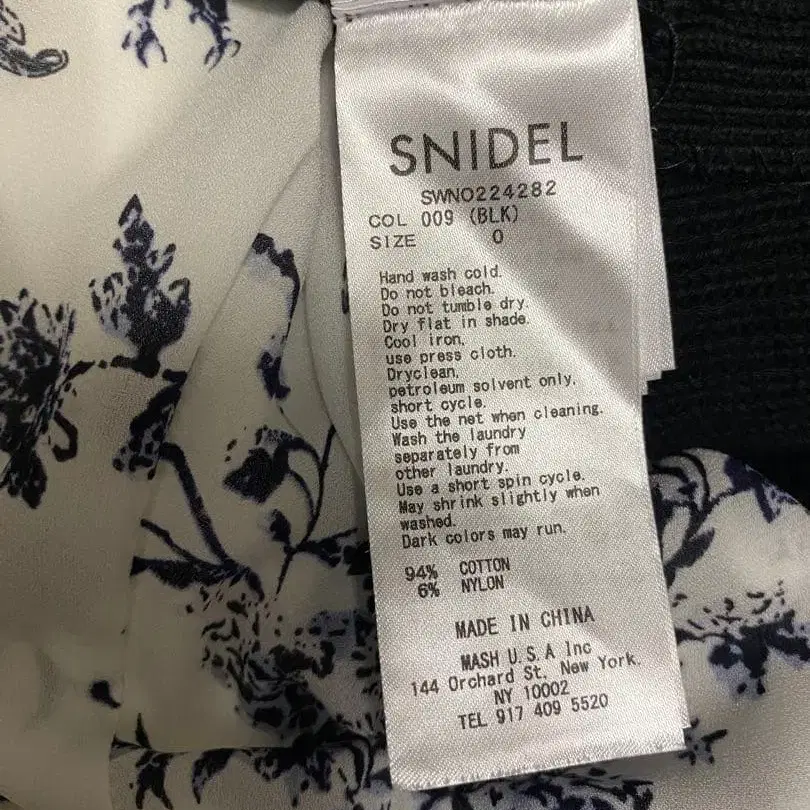 SNIDEL
SWNO224282
COL 009 (BLK)
SIZE 0
Hand wash cold.
Do not bleach.
Do not tumble dry.
Dry flat in shade.
Cool iron,
use press cloth.
Dryclean,
petroleum solvent only,
short cycle.
Use the net when cleaning.
Wash the laundry
separately from
other laundry.
Use a short spin cycle.
May shrink slightly when
washed.
Dark colors may run.
94% COTTON
6% NYLON
MADE IN CHINA
MASH U.S.A Inc
144 Orchard St. New York.
NY 10002
TEL 917 409 5520